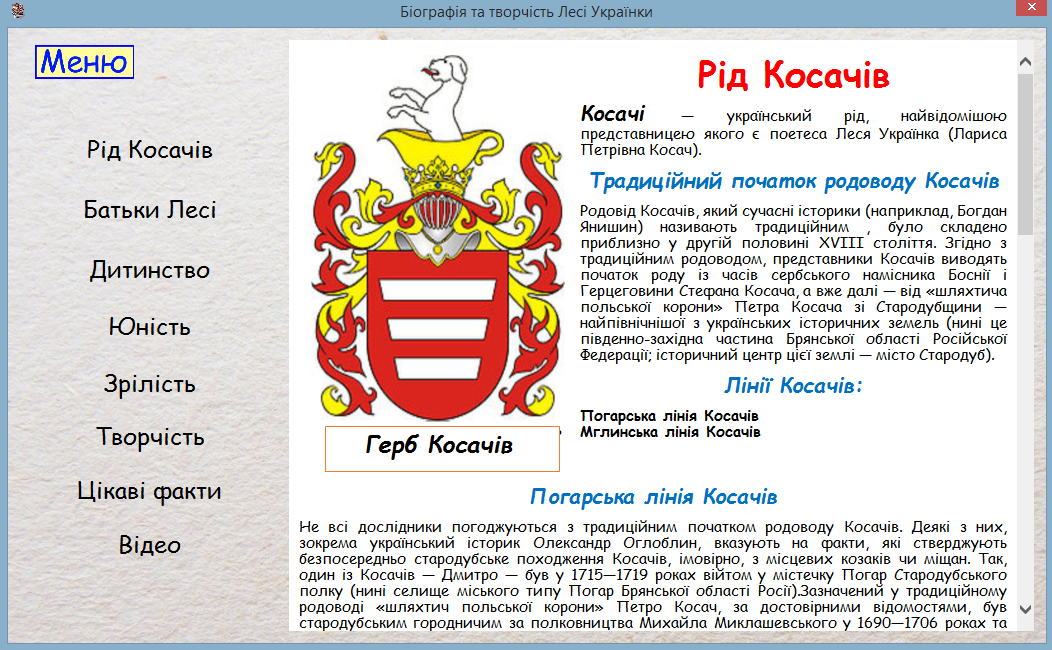 Біографія та творчість Лесі Українки
Меню
Рід Косачів
Батьки Лесі
Дитинство
Юність
Зрілість
Творчість
Цікаві факти
Відео
Герб Косачів
Рід Косачів
Косачі — український рід, найвідомішою
представницею якого є поетеса Леся Українка (Лариса
Петрівна Косач).
Традиційний початок родоводу Косачів
Родовід Косачів, який сучасні історики (наприклад, Богдан
Янишин) називають традиційним , було складено
приблизно у другій половині XVIII століття. Згідно з
традиційним родоводом, представники Косачів виводять
початок роду із часів сербського намісника Боснії і
Герцеговини Стефана Косача, а вже далі — від «шляхтича
польської корони» Петра Косача зі Стародубщини —
найпівнічнішої з українських історичних земель (нині це
південно-західна частина Брянської області Російської
Федерації; історичний центр цієї землі — місто Стародуб).
Лінії Косачів:
Погарська лінія Косачів
Мглинська лінія Косачів
Погарська лінія Косачів
Не всі дослідники погоджуються з традиційним початком родоводу Косачів. Деякі з них,
зокрема український історик Олександр Оглоблин, вказують на факти, які стверджують
безпосередньо стародубське походження Косачів, імовірно, з місцевих козаків чи міщан. Так,
один із Косачів — Дмитро — був у 1715—1719 роках війтом у містечку Погар Стародубського
полку (нині селище міського типу Погар Брянської області Росії).Зазначений у традиційному
родоводі «шляхтич польської корони» Петро Косач, за достовірними відомостями, був
стародубським городничим за полковництва Михайла Миклашевського у 1690—1706 роках та